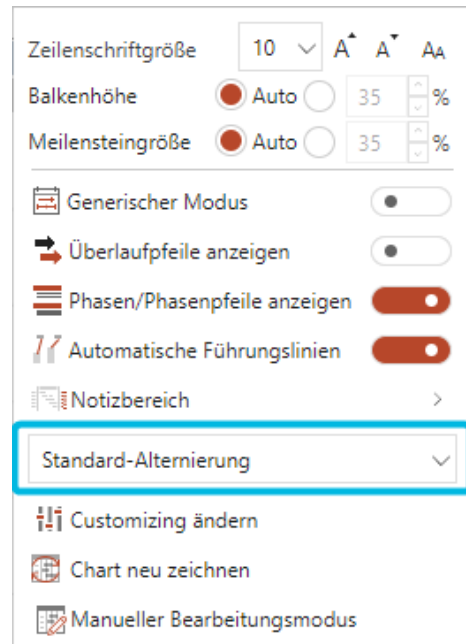 Zeilenschriftgröße 10 A A AA
Balkenhöhe Auto 35 %
Meilensteingröße Auto 35 %
Generischer Modus
Überlaufpfeile anzeigen
Phasen/Phasenpfeile anzeigen
Automatische Führungslinien
Notizbereich
Standard-Alternierung
Customizing ändern
Chart neu zeichnen
Manueller Bearbeitungsmodus